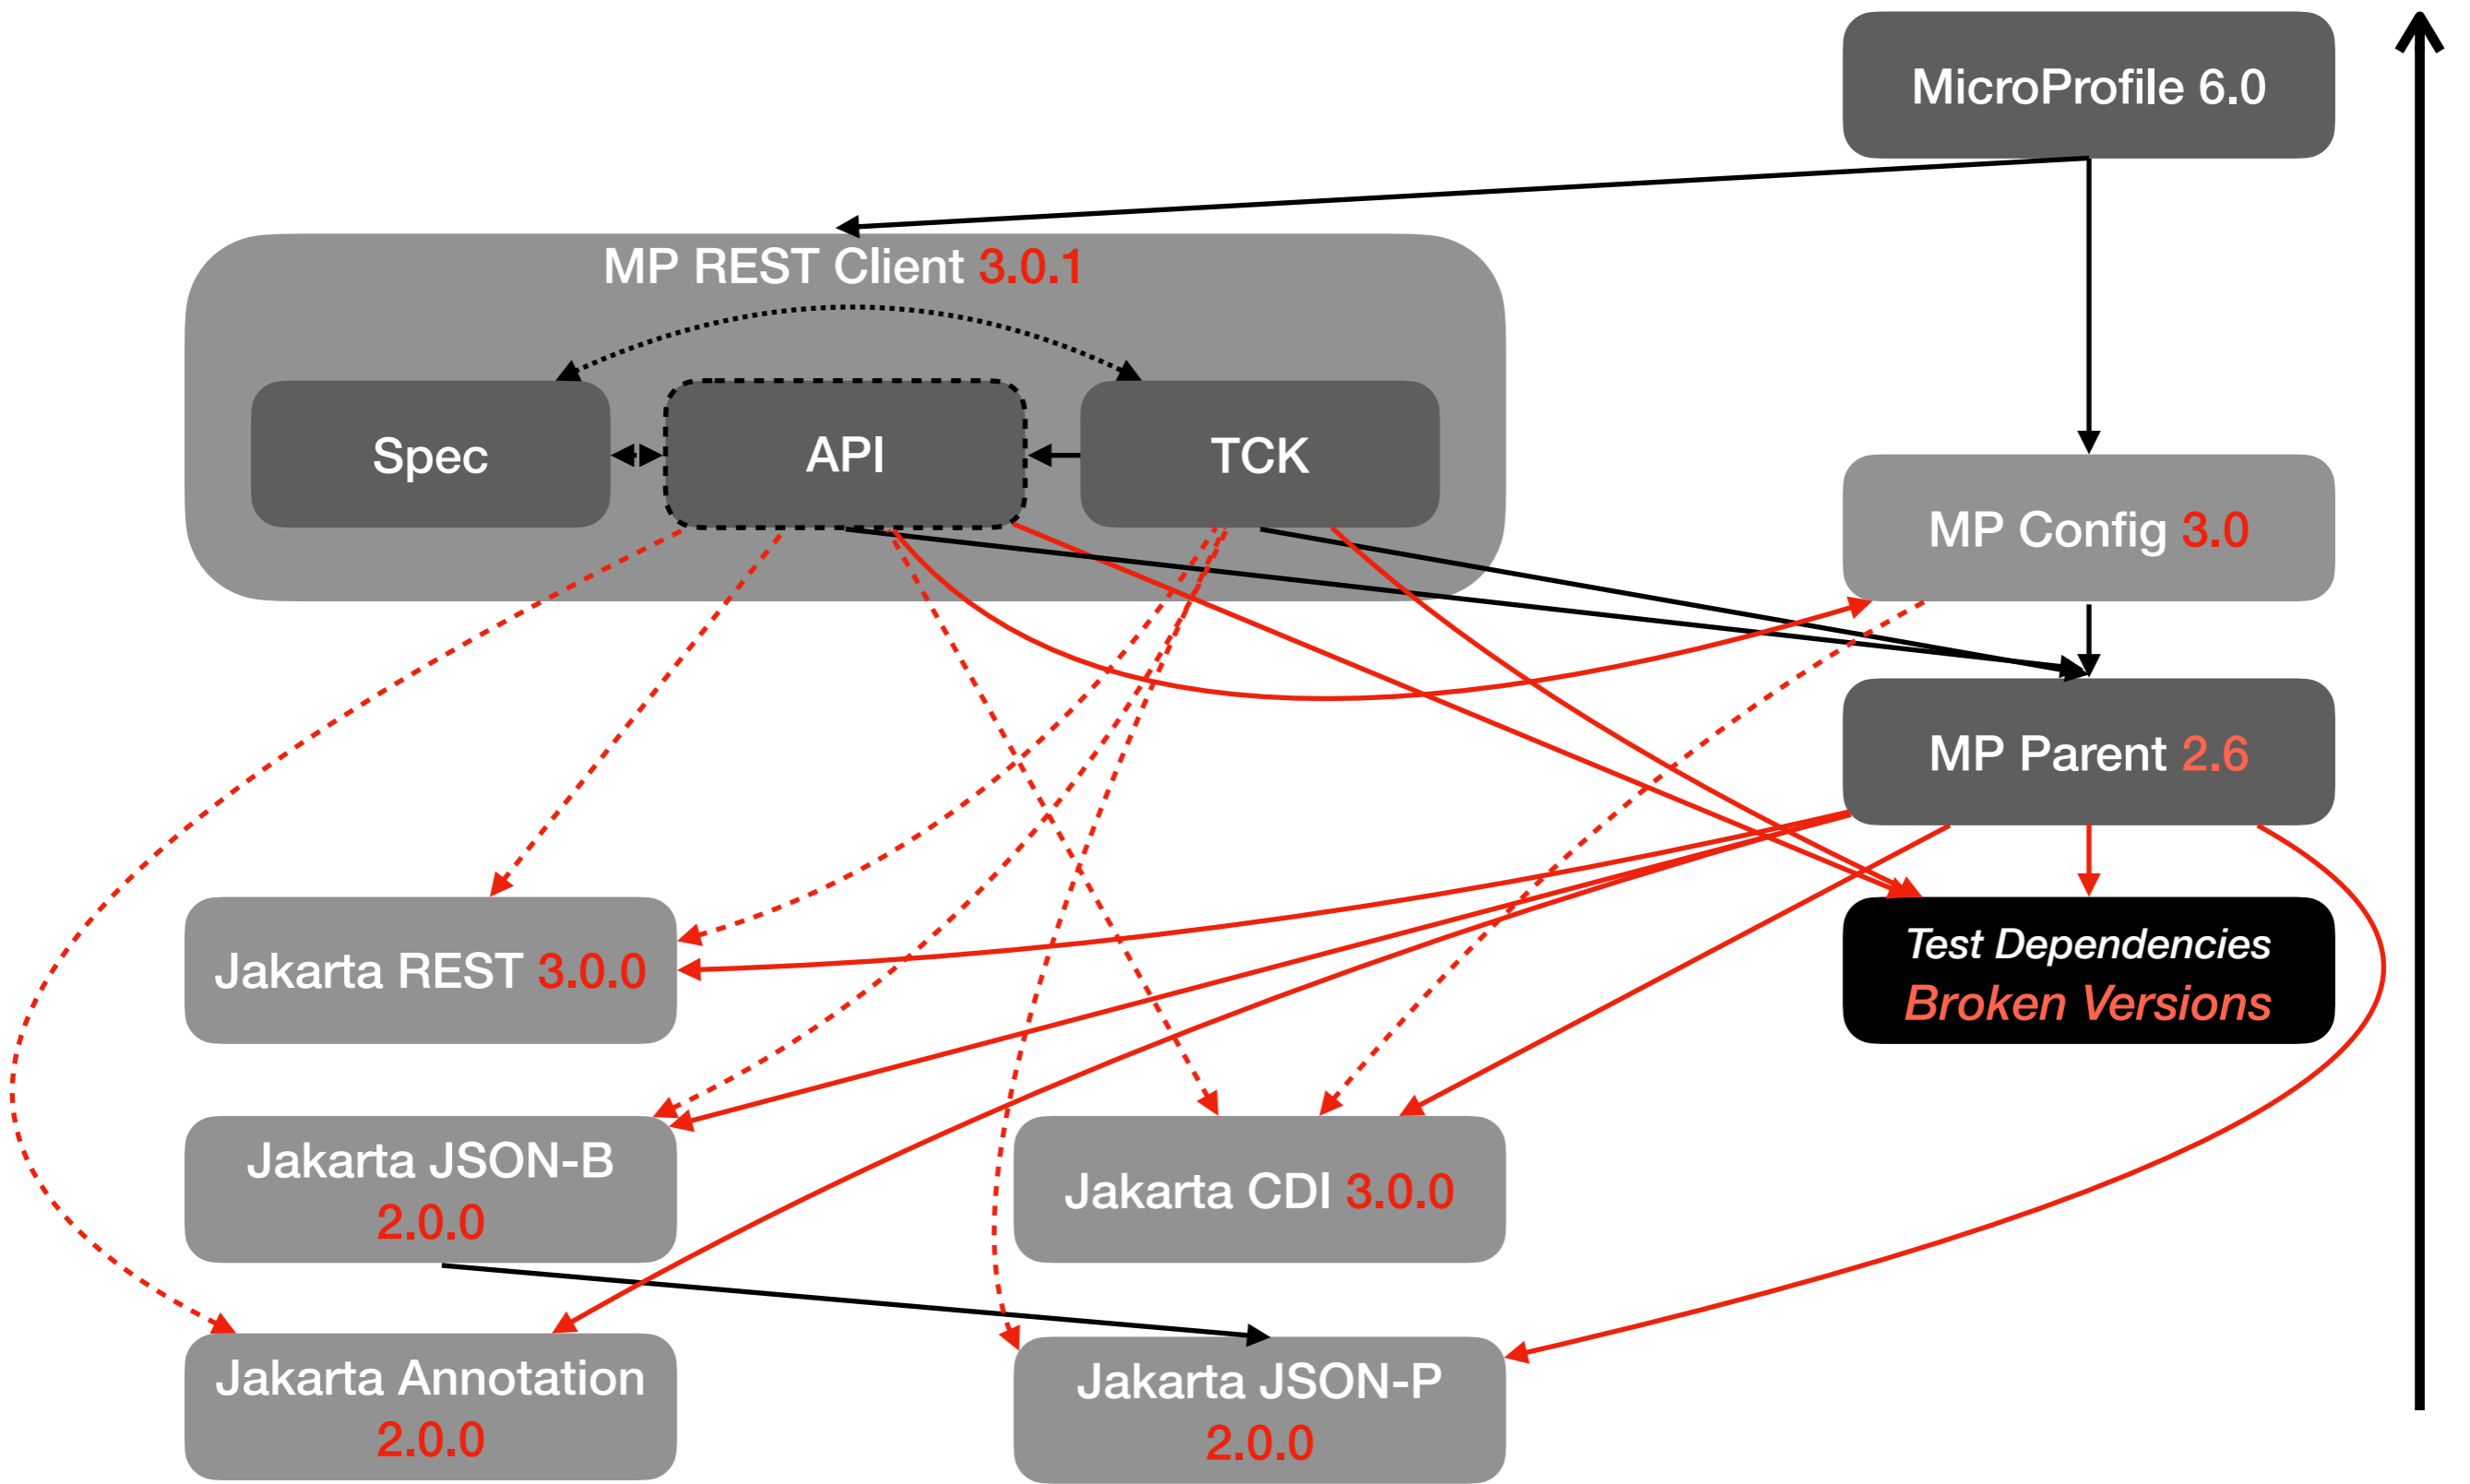 MicroProfile 6.0
MP REST Client 3.0.1
Spec
API
TCK
MP Config 3.0
MP Parent 2.6
Jakarta REST 3.0.0
Test Dependencies
Broken Versions
Jakarta JSON-B
2.0.0
Jakarta CDI 3.0.0
Jakarta Annotation
2.0.0
Jakarta JSON-P
2.0.0